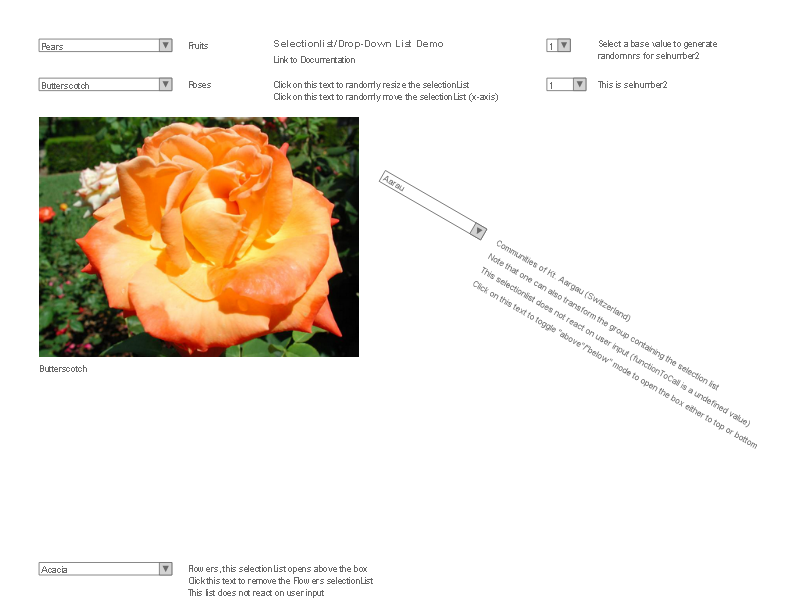 Pears
Fruits
Selectionlist/Drop-Down List Demo
Link to Documentation
1
Select a base value to generate
randomnrs for selnumber2
Butterscotch
Roses
Click on this text to randomly resize the selectionList
Click on this text to randomly move the selectionList (x-axis)
1
This is selnumber2
Aarau
Communities of Kt. Aargau (Switzerland)
Note that one can also transform the group containing the selection list
This selectionlist does not react on user input (functionToCall is a undefined value)
Click on this text to toggle "above"/"below" mode to open the box either to top or bottom
Butterscotch
Acacia
Flowers, this selectionList opens above the box
Click this text to remove the Flowers selectionList
This list does not react on user input